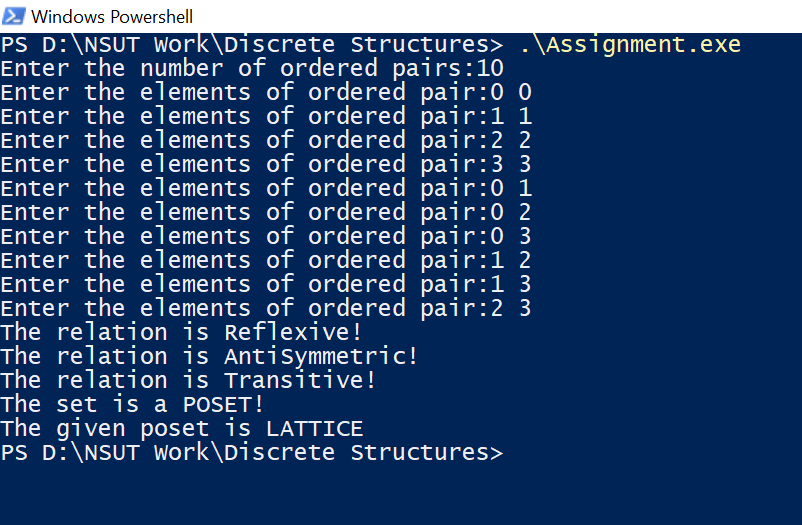 Windows Powershell
PS D:\NSUT Work\Discrete Structures> .\Assignment.exe
Enter the number of ordered pairs:10
Enter the elements of ordered pair:0 0
Enter the elements of ordered pair:1 1
Enter the elements of ordered pair:2 2
Enter the elements of ordered pair:3 3
Enter the elements of ordered pair:0 1
Enter the elements of ordered pair:0 2
Enter the elements of ordered pair:0 3
Enter the elements of ordered pair:1 2
Enter the elements of ordered pair:1 3
Enter the elements of ordered pair:2 3
The relation is Reflexive!
The relation is AntiSymmetric!
The relation is Transitive!
The set is a POSET!
The given poset is LATTICE
PS D:\NSUT Work\Discrete Structures>